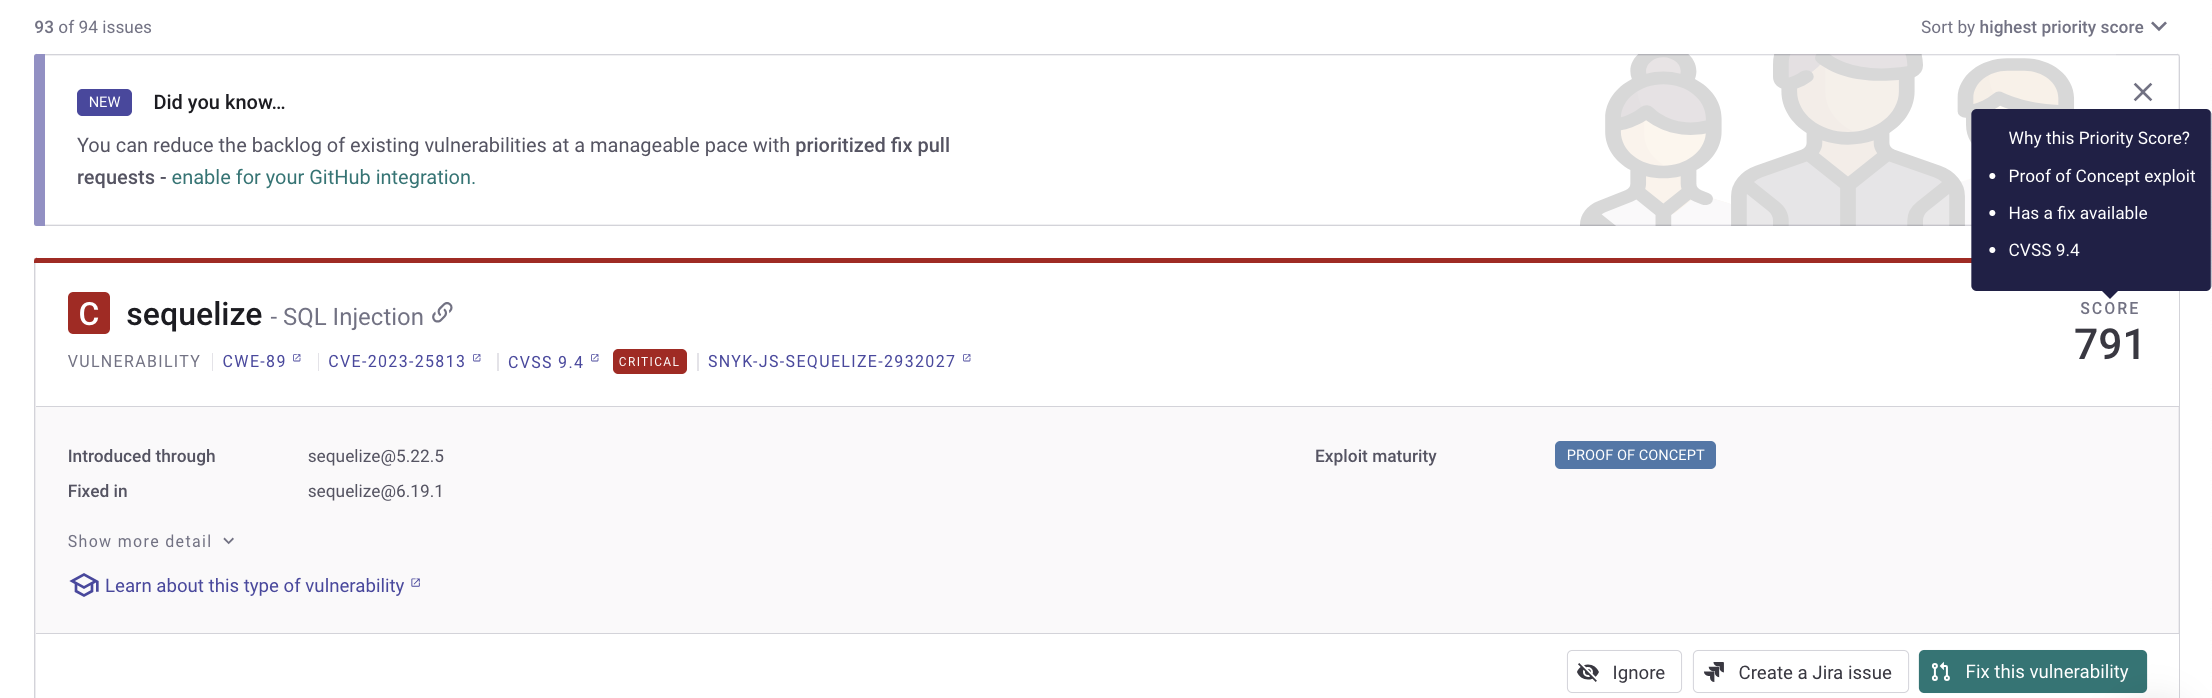 93 of 94 issues
Sort by highest priority score
NEW Did you know...
You can reduce the backlog of existing vulnerabilities at a manageable pace with prioritized fix pull
requests - enable for your GitHub integration.
Why this Priority Score?
• Proof of Concept exploit
• Has a fix available
• CVSS 9.4
C sequelize - SQL Injection
SCORE
791
VULNERABILITY | CWE-89 | CVE-2023-25813 | CVSS 9.4 CRITICAL | SNYK-JS-SEQUELIZE-2932027
Introduced through sequelize@5.22.5
Exploit maturity PROOF OF CONCEPT
Fixed in sequelize@6.19.1
Show more detail
Learn about this type of vulnerability
Ignore
Create a Jira issue
Fix this vulnerability